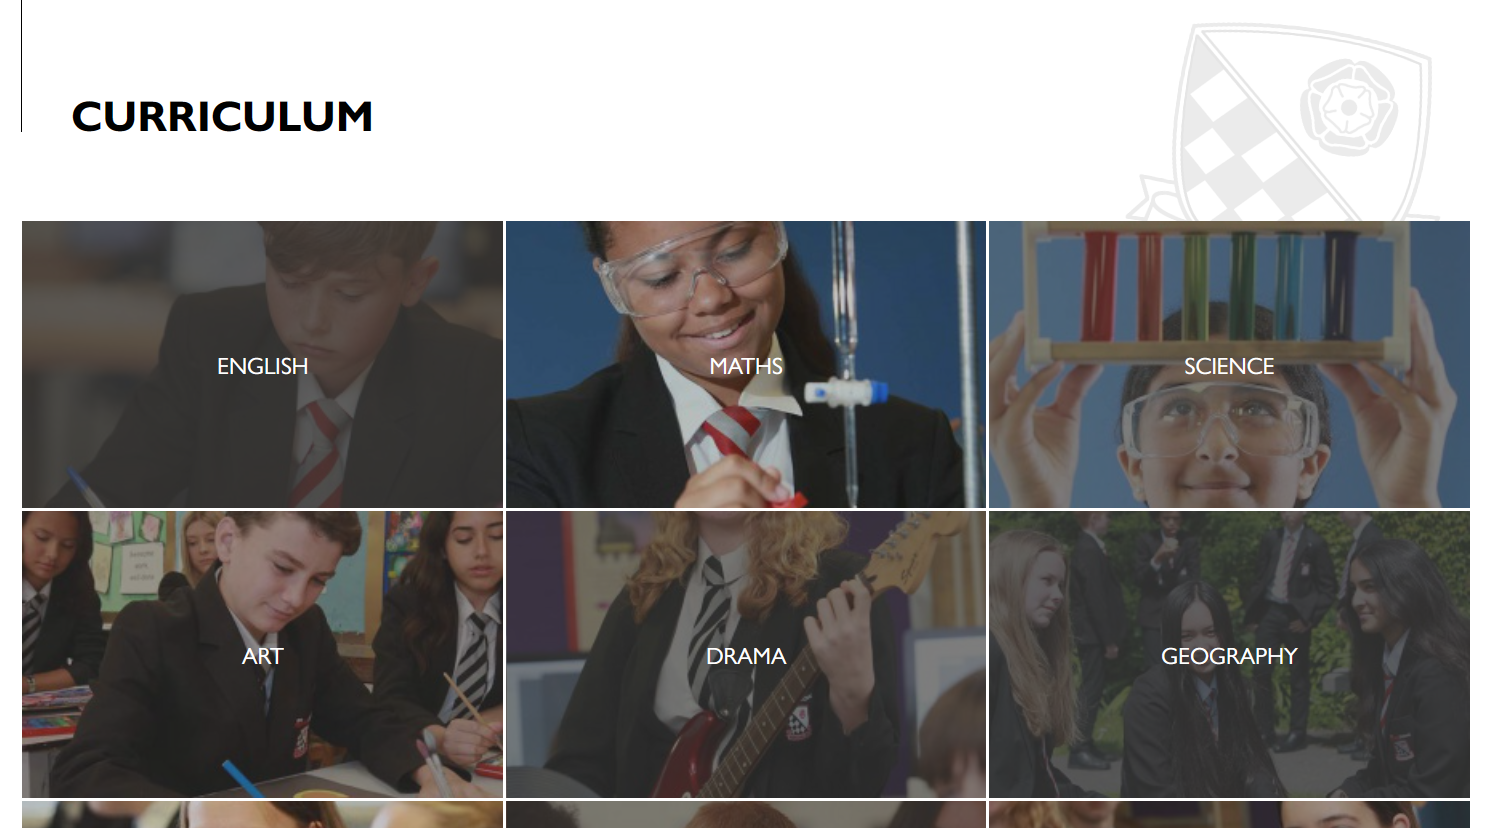 CURRICULUM
ENGLISH
MATHS
SCIENCE
ART
DRAMA
GEOGRAPHY